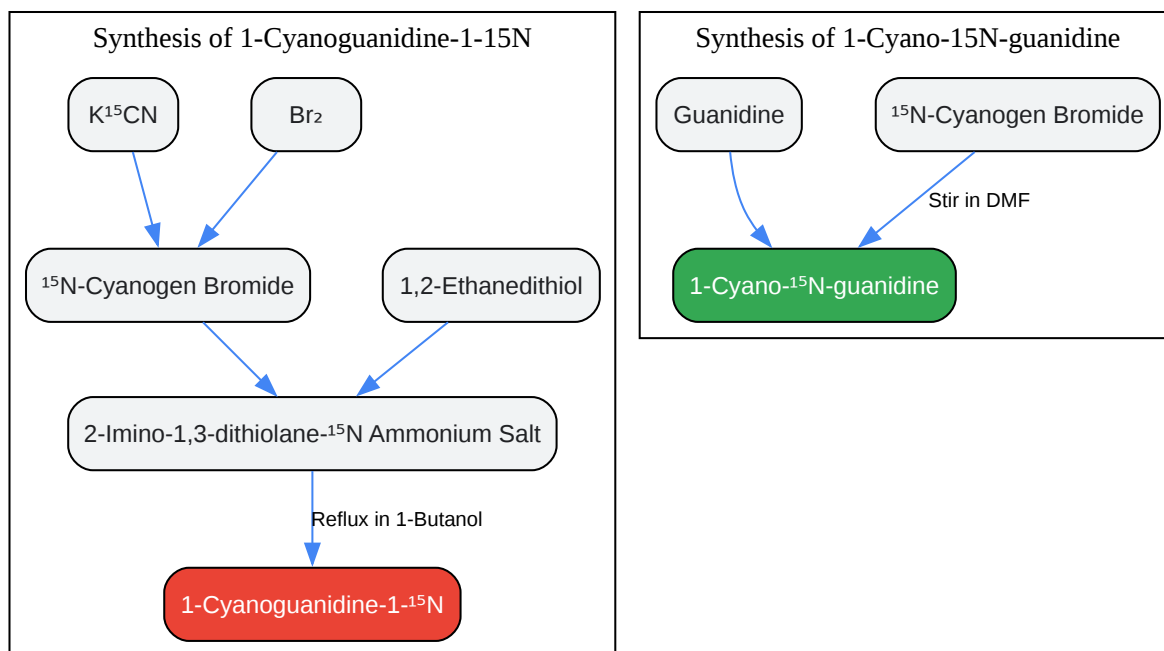 Synthesis of 1-Cyanoguanidine-1-15N
K¹⁵CN
Br₂
¹⁵N-Cyanogen Bromide
1,2-Ethanedithiol
2-Imino-1,3-dithiolane-¹⁵N Ammonium Salt
Reflux in 1-Butanol
1-Cyanoguanidine-1-¹⁵N
Synthesis of 1-Cyano-15N-guanidine
Guanidine
¹⁵N-Cyanogen Bromide
Stir in DMF
1-Cyano-¹⁵N-guanidine